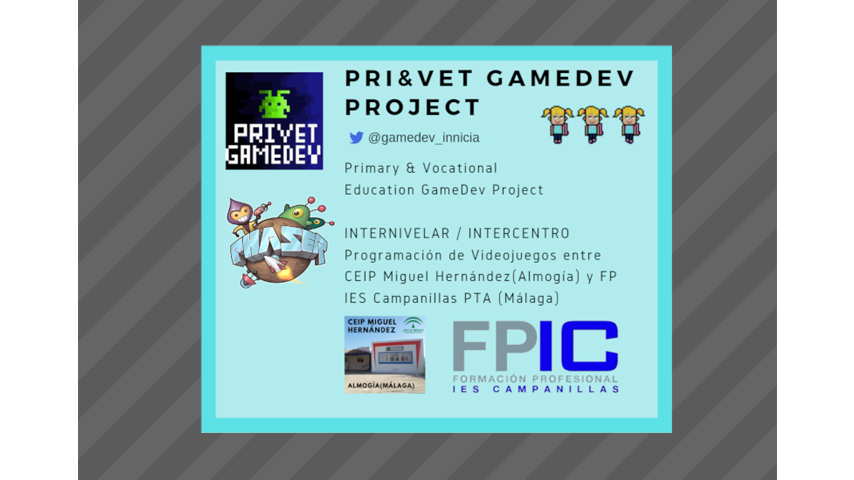 PRI&VET GAMEDEV
PROJECT
PRIVET
GAMEDEV
@gamedev_innicia
Primary & Vocational
Education GameDev Project
PHASER
INTERNIVELAR / INTERCENTRO
Programación de Videojuegos entre
CEIP Miguel Hernández(Almogía) y FP
IES Campanillas PTA (Málaga)
CEIP MIGUEL
HERNÁNDEZ
ALMOGÍA(MÁLAGA)
FPIC
FORMACIÓN PROFESIONAL
IES CAMPANILLAS